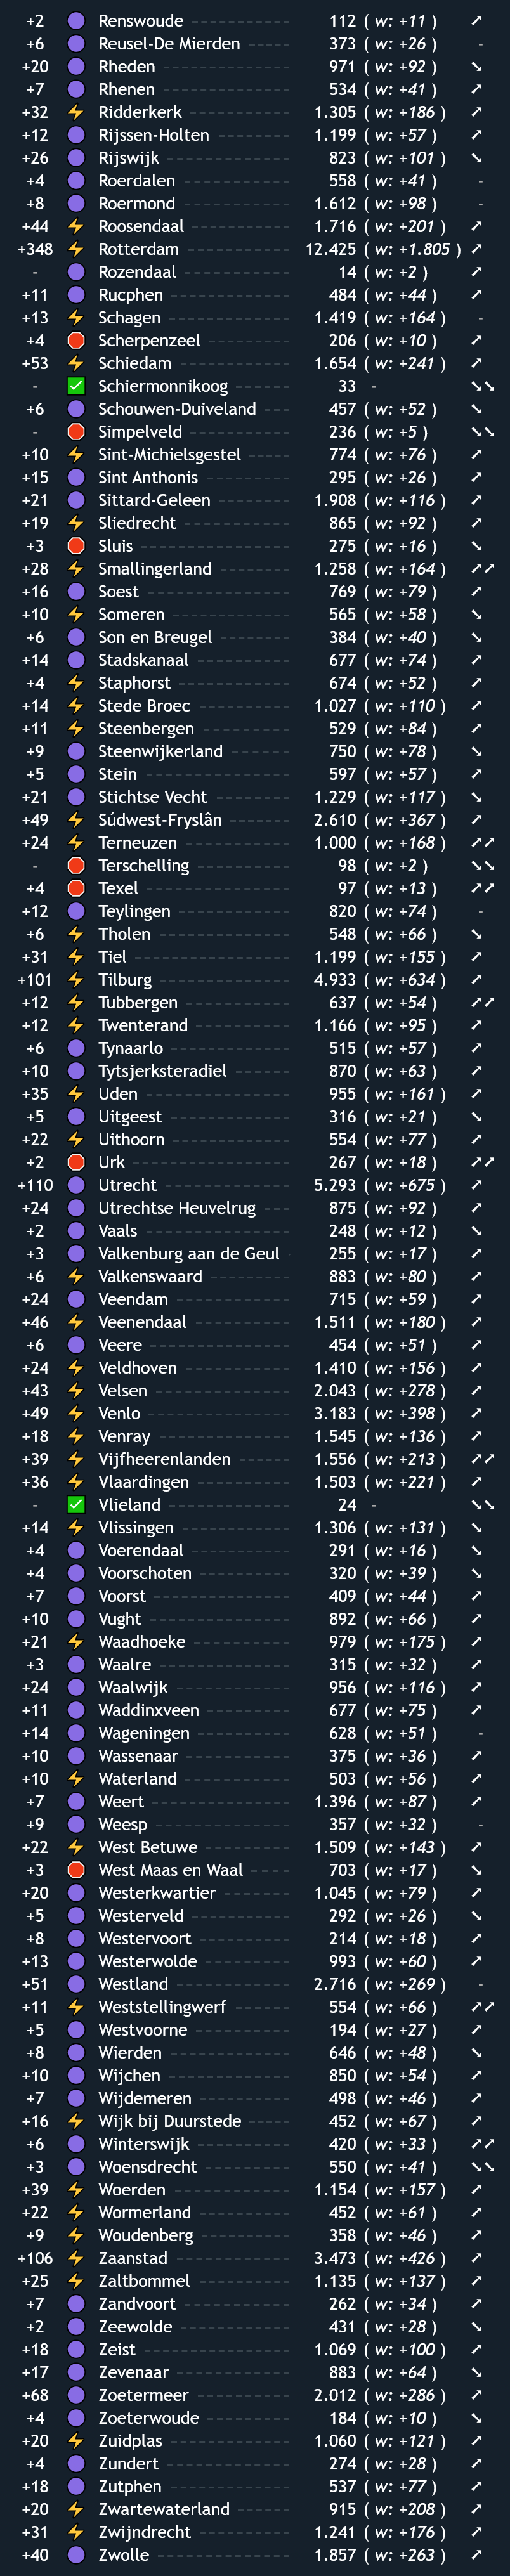 +2 Renswoude 112 ( w: +11 )
+6 Reusel-De Mierden 373 ( w: +26 ) -
+20 Rheden 971 ( w: +92 )
+7 Rhenen 534 ( w: +41 )
+32 Ridderkerk 1.305 ( w: +186 )
+12 Rijssen-Holten 1.199 ( w: +57 )
+26 Rijswijk 823 ( w: +101 )
+4 Roerdalen 558 ( w: +41 ) -
+8 Roermond 1.612 ( w: +98 ) -
+44 Roosendaal 1.716 ( w: +201 )
+348 Rotterdam 12.425 ( w: +1.805 )
- Rozendaal 14 ( w: +2 )
+11 Rucphen 484 ( w: +44 )
+13 Schagen 1.419 ( w: +164 ) -
+4 Scherpenzeel 206 ( w: +10 )
+53 Schiedam 1.654 ( w: +241 )
- Schiermonnikoog 33 -
+6 Schouwen-Duiveland 457 ( w: +52 )
- Simpelveld 236 ( w: +5 )
+10 Sint-Michielsgestel 774 ( w: +76 )
+15 Sint Anthonis 295 ( w: +26 )
+21 Sittard-Geleen 1.908 ( w: +116 )
+19 Sliedrecht 865 ( w: +92 )
+3 Sluis 275 ( w: +16 )
+28 Smallingerland 1.258 ( w: +164 )
+16 Soest 769 ( w: +79 )
+10 Someren 565 ( w: +58 )
+6 Son en Breugel 384 ( w: +40 )
+14 Stadskanaal 677 ( w: +74 )
+4 Staphorst 674 ( w: +52 )
+14 Stede Broec 1.027 ( w: +110 )
+11 Steenbergen 529 ( w: +84 )
+9 Steenwijkerland 750 ( w: +78 )
+5 Stein 597 ( w: +57 )
+21 Stichtse Vecht 1.229 ( w: +117 )
+49 Súdwest-Fryslân 2.610 ( w: +367 )
+24 Terneuzen 1.000 ( w: +168 )
- Terschelling 98 ( w: +2 )
+4 Texel 97 ( w: +13 )
+12 Teylingen 820 ( w: +74 ) -
+6 Tholen 548 ( w: +66 )
+31 Tiel 1.199 ( w: +155 )
+101 Tilburg 4.933 ( w: +634 )
+12 Tubbergen 637 ( w: +54 )
+12 Twenterand 1.166 ( w: +95 )
+6 Tynaarlo 515 ( w: +57 )
+10 Tytsjerksteradiel 870 ( w: +63 )
+35 Uden 955 ( w: +161 )
+5 Uitgeest 316 ( w: +21 )
+22 Uithoorn 554 ( w: +77 )
+2 Urk 267 ( w: +18 )
+110 Utrecht 5.293 ( w: +675 )
+24 Utrechtse Heuvelrug 875 ( w: +92 )
+2 Vaals 248 ( w: +12 )
+3 Valkenburg aan de Geul 255 ( w: +17 )
+6 Valkenswaard 883 ( w: +80 )
+24 Veendam 715 ( w: +59 )
+46 Veenendaal 1.511 ( w: +180 )
+6 Veere 454 ( w: +51 )
+24 Veldhoven 1.410 ( w: +156 )
+43 Velsen 2.043 ( w: +278 )
+49 Venlo 3.183 ( w: +398 )
+18 Venray 1.545 ( w: +136 )
+39 Vijfheerenlanden 1.556 ( w: +213 )
+36 Vlaardingen 1.503 ( w: +221 )
- Vlieland 24 -
+14 Vlissingen 1.306 ( w: +131 )
+4 Voerendaal 291 ( w: +16 )
+4 Voorschoten 320 ( w: +39 )
+7 Voorst 409 ( w: +44 )
+10 Vught 892 ( w: +66 )
+21 Waadhoeke 979 ( w: +175 )
+3 Waalre 315 ( w: +32 )
+24 Waalwijk 956 ( w: +116 )
+11 Waddinxveen 677 ( w: +75 )
+14 Wageningen 628 ( w: +51 ) -
+10 Wassenaar 375 ( w: +36 )
+10 Waterland 503 ( w: +56 )
+7 Weert 1.396 ( w: +87 )
+9 Weesp 357 ( w: +32 ) -
+22 West Betuwe 1.509 ( w: +143 )
+3 West Maas en Waal 703 ( w: +17 )
+20 Westerkwartier 1.045 ( w: +79 )
+5 Westerveld 292 ( w: +26 )
+8 Westervoort 214 ( w: +18 )
+13 Westerwolde 993 ( w: +60 )
+51 Westland 2.716 ( w: +269 ) -
+11 Weststellingwerf 554 ( w: +66 )
+5 Westvoorne 194 ( w: +27 )
+8 Wierden 646 ( w: +48 )
+10 Wijchen 850 ( w: +54 )
+7 Wijdemeren 498 ( w: +46 )
+16 Wijk bij Duurstede 452 ( w: +67 )
+6 Winterswijk 420 ( w: +33 )
+3 Woensdrecht 550 ( w: +41 )
+39 Woerden 1.154 ( w: +157 )
+22 Wormerland 452 ( w: +61 )
+9 Woudenberg 358 ( w: +46 )
+106 Zaanstad 3.473 ( w: +426 )
+25 Zaltbommel 1.135 ( w: +137 )
+7 Zandvoort 262 ( w: +34 )
+2 Zeewolde 431 ( w: +28 )
+18 Zeist 1.069 ( w: +100 )
+17 Zevenaar 883 ( w: +64 )
+68 Zoetermeer 2.012 ( w: +286 )
+4 Zoeterwoude 184 ( w: +10 )
+20 Zuidplas 1.060 ( w: +121 )
+4 Zundert 274 ( w: +28 )
+18 Zutphen 537 ( w: +77 )
+20 Zwartewaterland 915 ( w: +208 )
+31 Zwijndrecht 1.241 ( w: +176 )
+40 Zwolle 1.857 ( w: +263 )